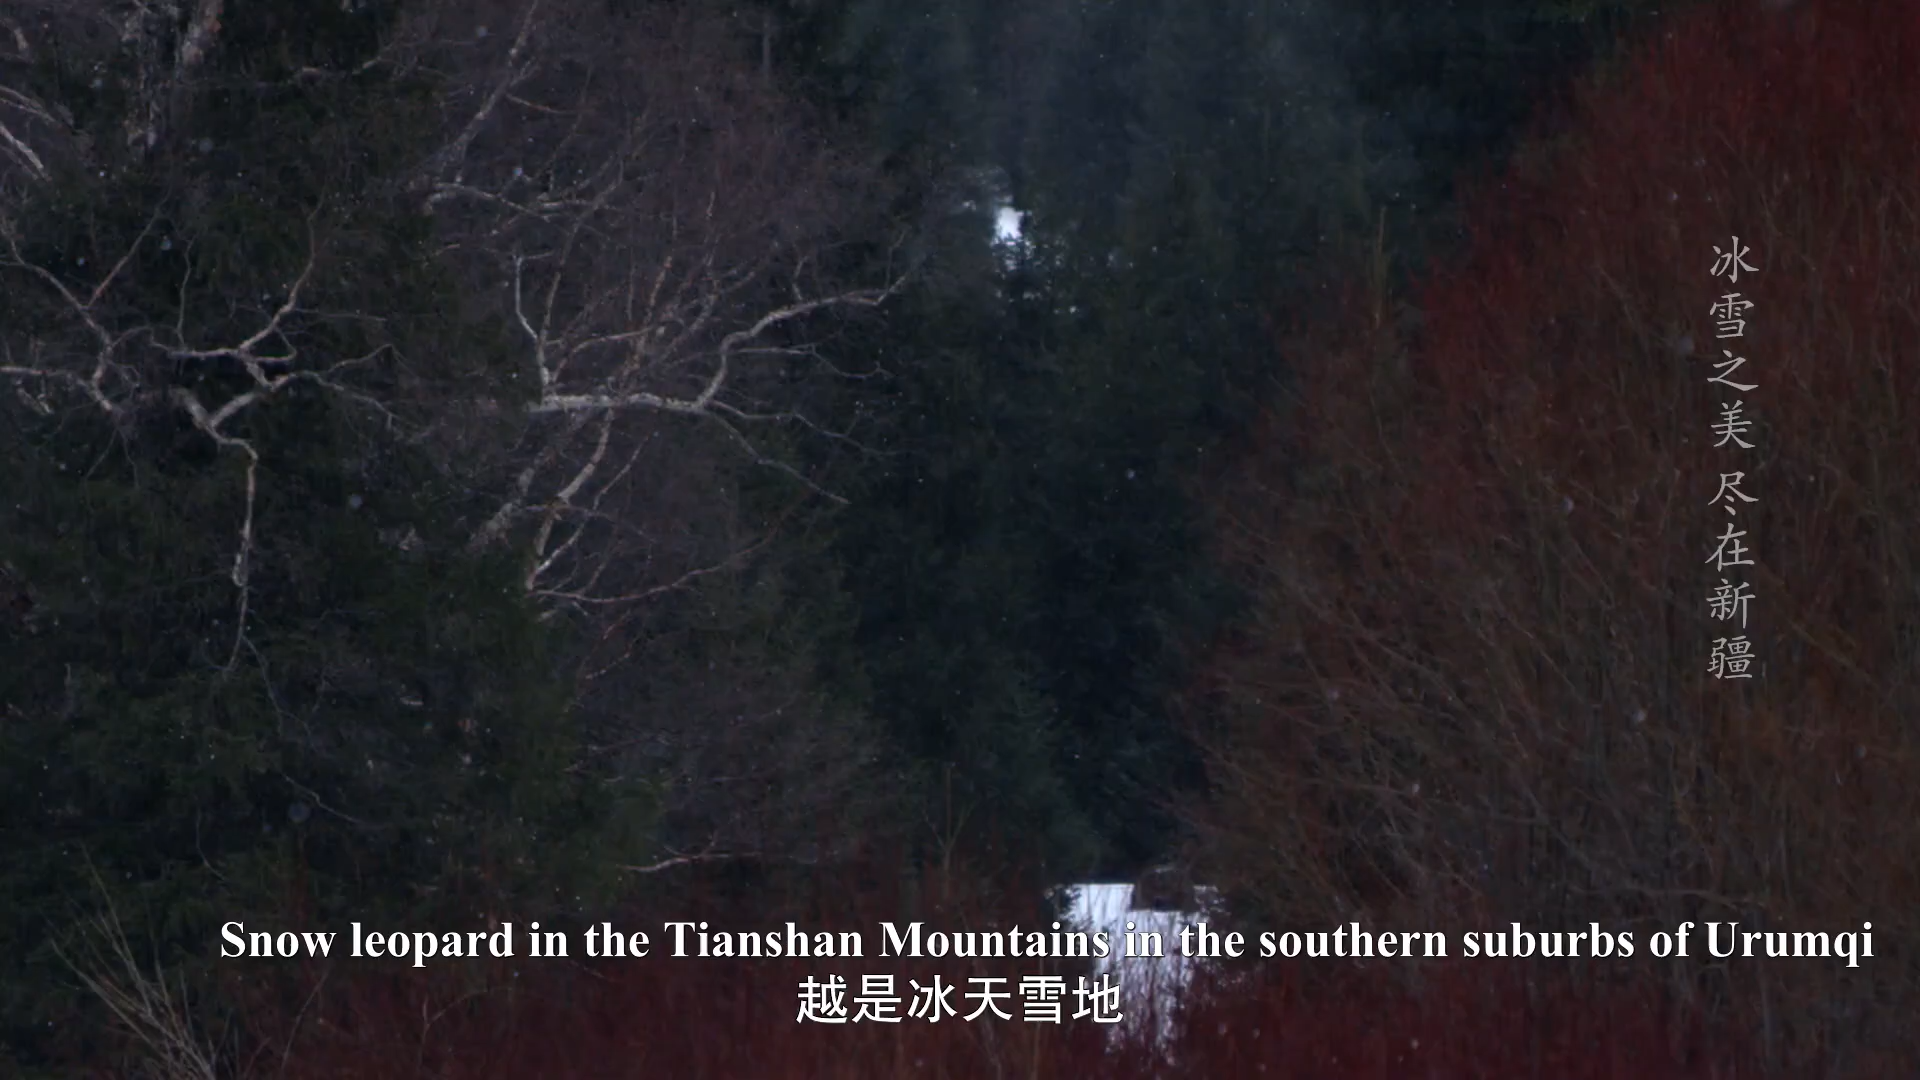 冰雪之美 尽在新疆
Snow leopard in the Tianshan Mountains in the southern suburbs of Urumqi
越是冰天雪地